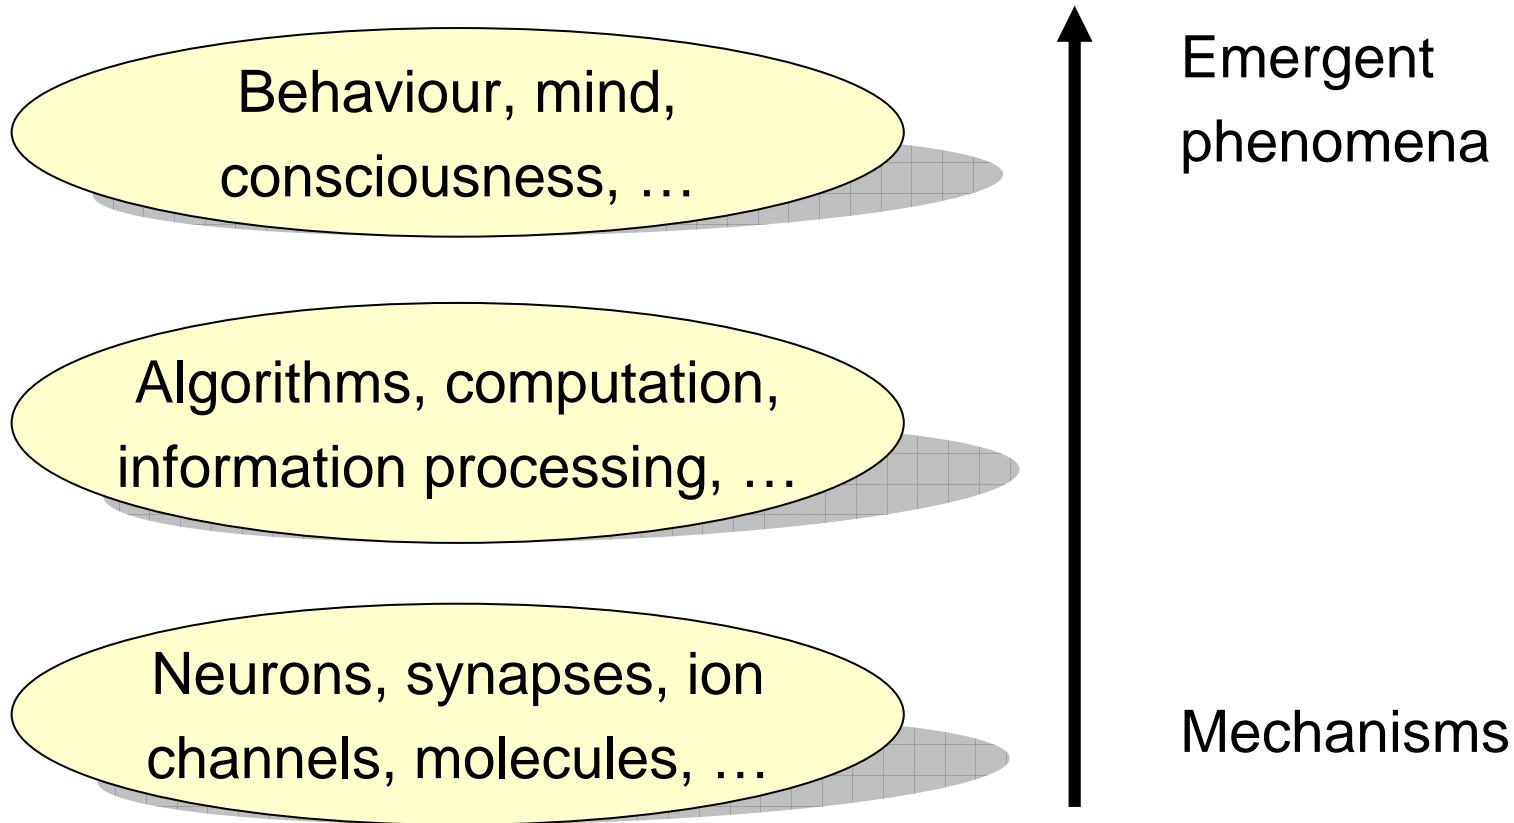 Behaviour, mind,
consciousness, …
Emergent
phenomena
Algorithms, computation,
information processing, …
Neurons, synapses, ion
channels, molecules, …
Mechanisms